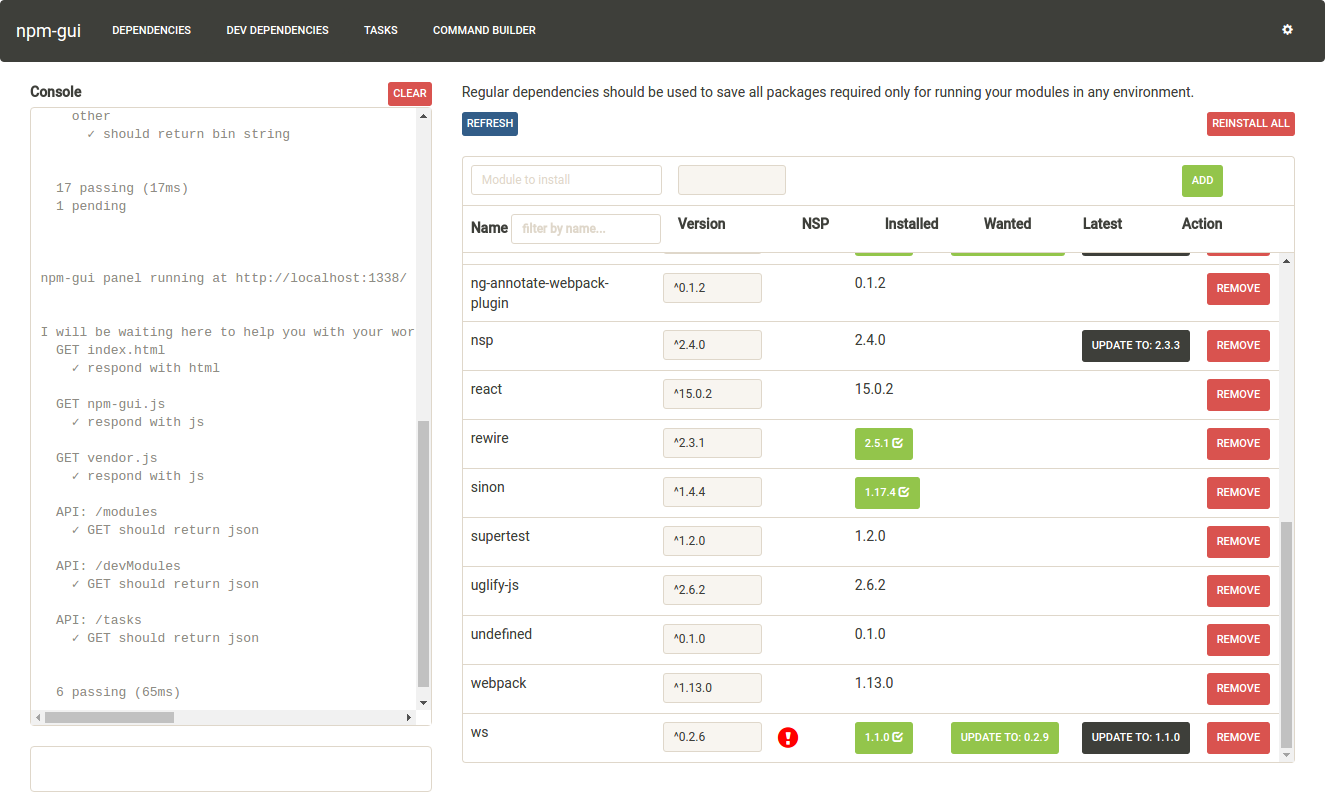 npm-gui DEPENDENCIES DEV DEPENDENCIES TASKS COMMAND BUILDER
Console CLEAR
other
✓ should return bin string
17 passing (17ms)
1 pending
npm-gui panel running at http://localhost:1338/
I will be waiting here to help you with your wor
GET index.html
✓ respond with html
GET npm-gui.js
✓ respond with js
GET vendor.js
✓ respond with js
API: /modules
✓ GET should return json
API: /devModules
✓ GET should return json
API: /tasks
✓ GET should return json
6 passing (65ms)
Regular dependencies should be used to save all packages required only for running your modules in any environment.
REFRESH REINSTALL ALL
Module to install ADD
Name filter by name... Version NSP Installed Wanted Latest Action
ng-annotate-webpack-
plugin ^0.1.2 0.1.2 REMOVE
nsp ^2.4.0 2.4.0 UPDATE TO: 2.3.3 REMOVE
react ^15.0.2 15.0.2 REMOVE
rewire ^2.3.1 2.5.1 REMOVE
sinon ^1.4.4 1.17.4 REMOVE
supertest ^1.2.0 1.2.0 REMOVE
uglify-js ^2.6.2 2.6.2 REMOVE
undefined ^0.1.0 0.1.0 REMOVE
webpack ^1.13.0 1.13.0 REMOVE
ws ^0.2.6 1.1.0 UPDATE TO: 0.2.9 UPDATE TO: 1.1.0 REMOVE